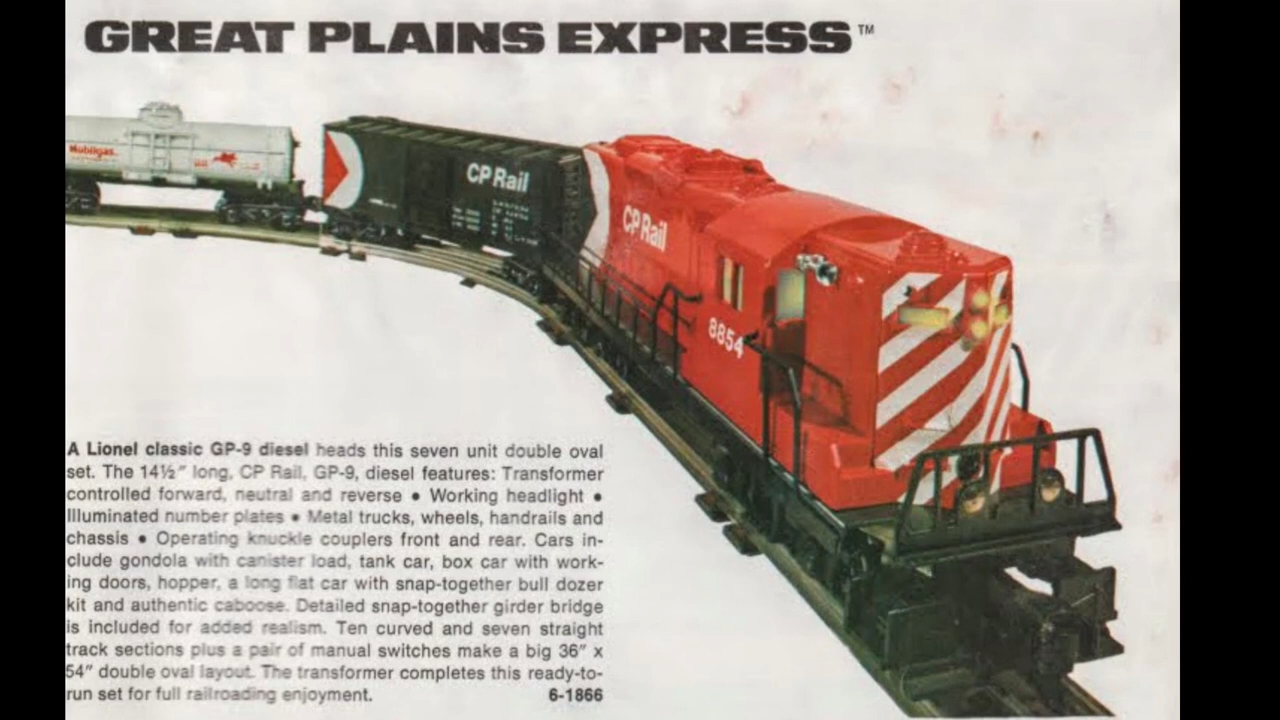 GREAT PLAINS EXPRESS™
Mobilgas
CP Rail
CP Rail
8854
A Lionel classic GP-9 diesel heads this seven unit double oval
set. The 14½″ long, CP Rail, GP-9, diesel features: Transformer
controlled forward, neutral and reverse • Working headlight •
Illuminated number plates • Metal trucks, wheels, handrails and
chassis • Operating knuckle couplers front and rear. Cars in-
clude gondola with canister load, tank car, box car with work-
ing doors, hopper, a long flat car with snap-together bull dozer
kit and authentic caboose. Detailed snap-together girder bridge
is included for added realism. Ten curved and seven straight
track sections plus a pair of manual switches make a big 36″ x
54″ double oval layout. The transformer completes this ready-to-
run set for full railroading enjoyment. 6-1866